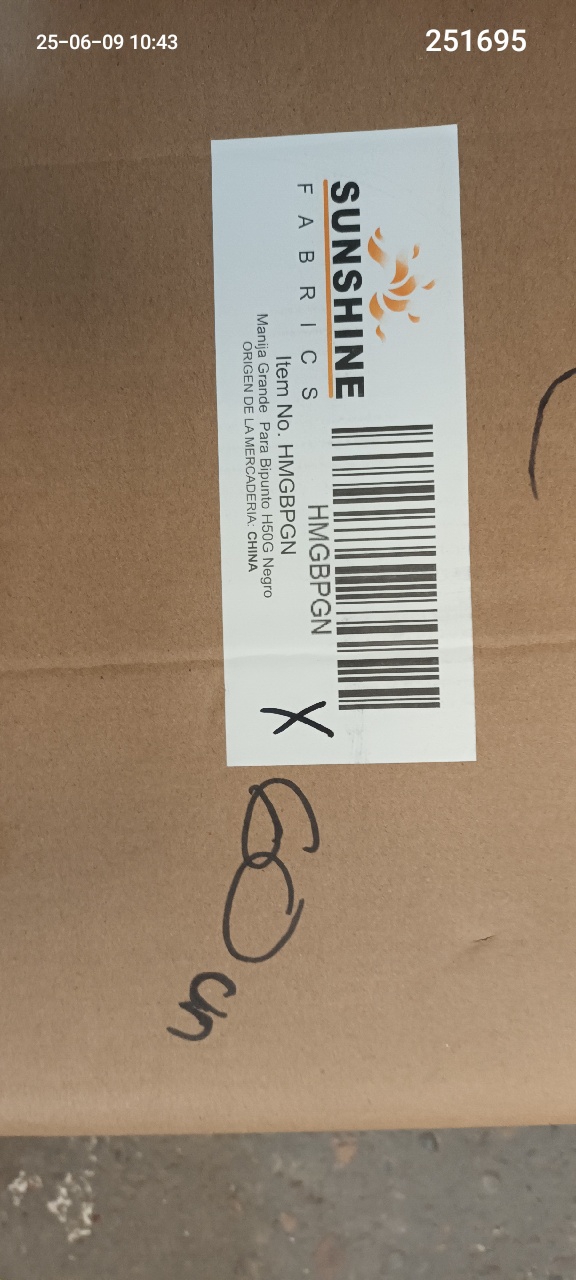 25-06-09 10:43
251695
SUNSHINE
FABRICS
HMGBPGN
Item No. HMGBPGN
Manija Grande Para Bipunto H50G Negro
ORIGEN DE LA MERCADERIA: CHINA
X 60